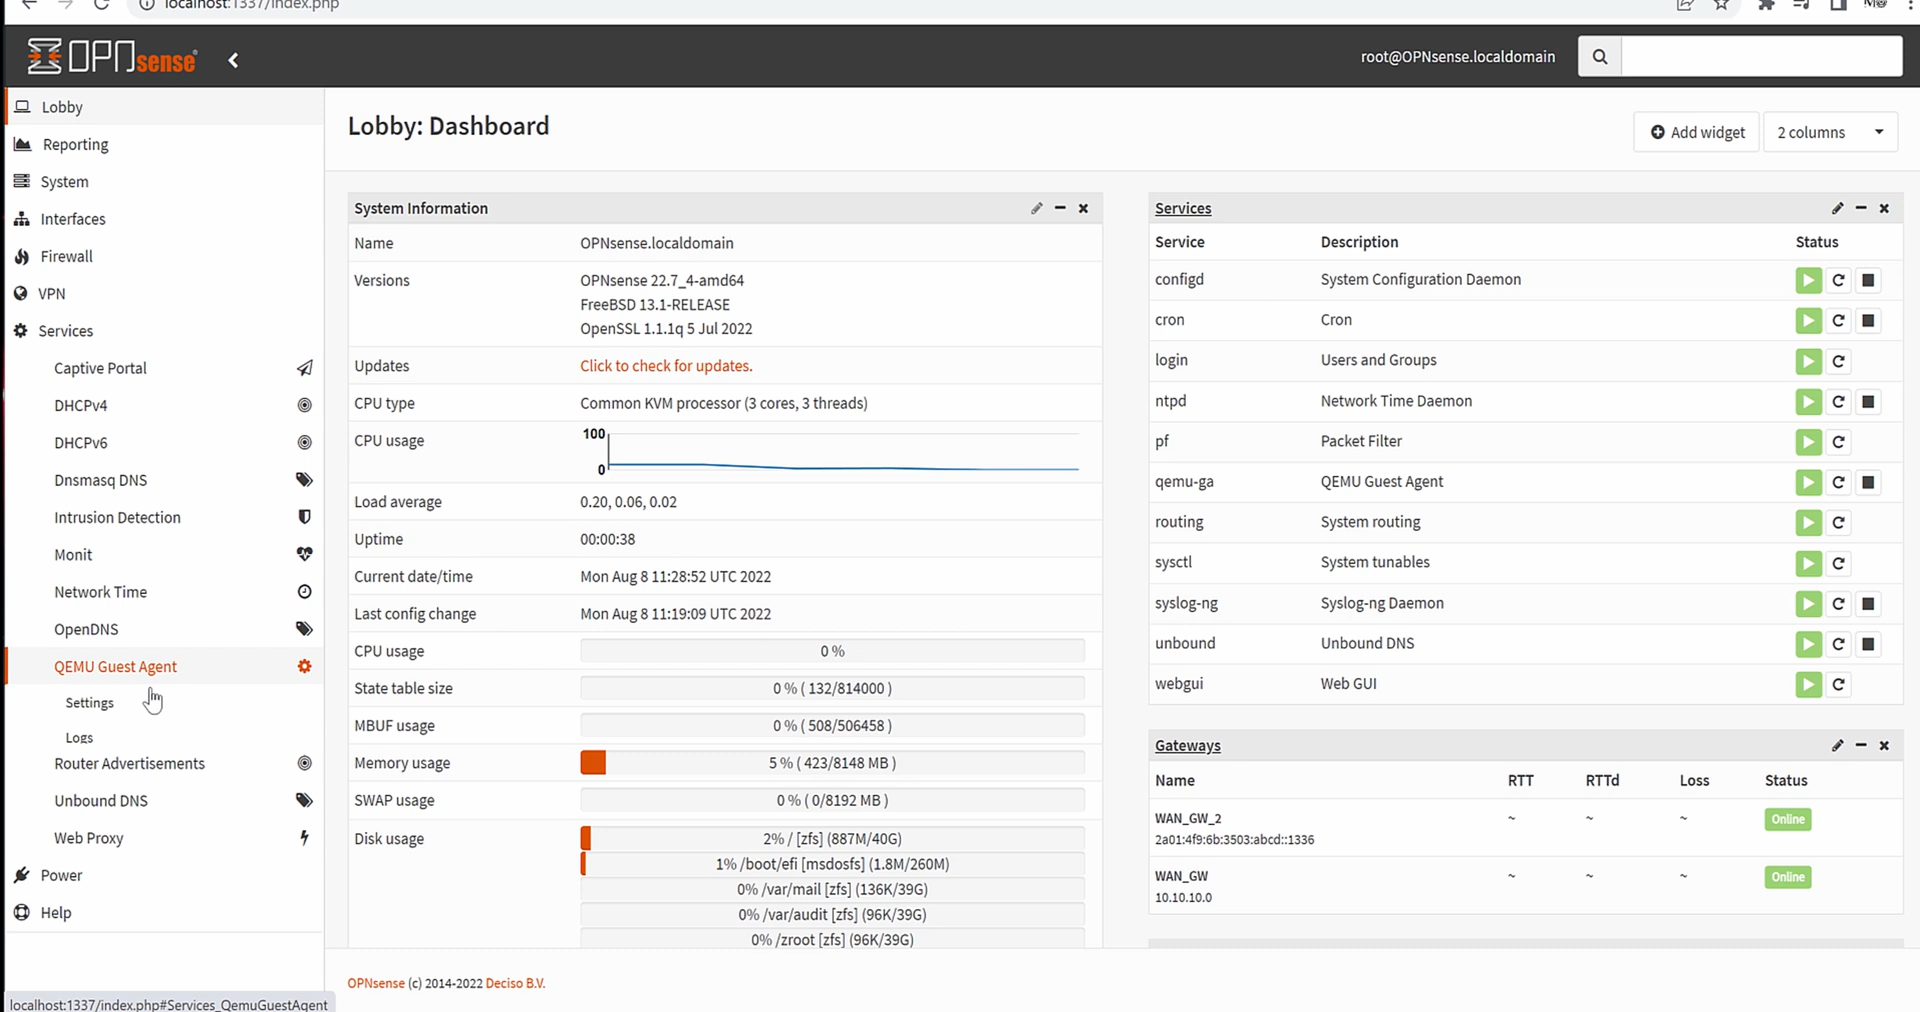 localhost:1337/index.php
OPNsense
root@OPNsense.localdomain
Lobby
Reporting
System
Interfaces
Firewall
VPN
Services
Captive Portal
DHCPv4
DHCPv6
Dnsmasq DNS
Intrusion Detection
Monit
Network Time
OpenDNS
QEMU Guest Agent
Settings
Logs
Router Advertisements
Unbound DNS
Web Proxy
Power
Help
Lobby: Dashboard
Add widget
2 columns
System Information
Name OPNsense.localdomain
Versions OPNsense 22.7_4-amd64
FreeBSD 13.1-RELEASE
OpenSSL 1.1.1q 5 Jul 2022
Updates Click to check for updates.
CPU type Common KVM processor (3 cores, 3 threads)
CPU usage 100
0
Load average 0.20, 0.06, 0.02
Uptime 00:00:38
Current date/time Mon Aug 8 11:28:52 UTC 2022
Last config change Mon Aug 8 11:19:09 UTC 2022
CPU usage 0 %
State table size 0 % ( 132/814000 )
MBUF usage 0 % ( 508/506458 )
Memory usage 5 % ( 423/8148 MB )
SWAP usage 0 % ( 0/8192 MB )
Disk usage 2% / [zfs] (887M/40G)
1% /boot/efi [msdosfs] (1.8M/260M)
0% /var/mail [zfs] (136K/39G)
0% /var/audit [zfs] (96K/39G)
0% /zroot [zfs] (96K/39G)
Services
Service Description Status
configd System Configuration Daemon
cron Cron
login Users and Groups
ntpd Network Time Daemon
pf Packet Filter
qemu-ga QEMU Guest Agent
routing System routing
sysctl System tunables
syslog-ng Syslog-ng Daemon
unbound Unbound DNS
webgui Web GUI
Gateways
Name RTT RTTd Loss Status
WAN_GW_2 ~ ~ ~ Online
2a01:4f9:6b:3503:abcd::1336
WAN_GW ~ ~ ~ Online
10.10.10.0
OPNsense (c) 2014-2022 Deciso B.V.
localhost:1337/index.php#Services_QemuGuestAgent